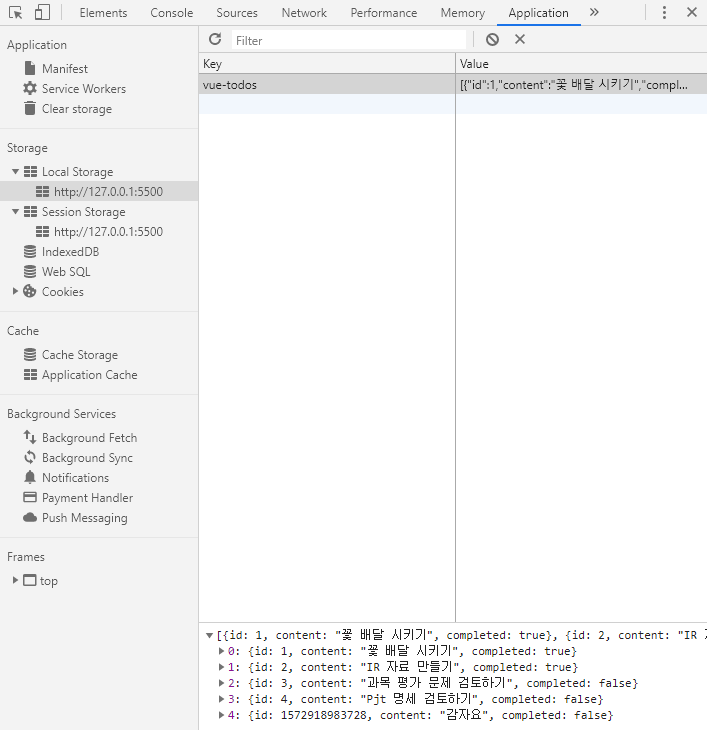 Elements Console Sources Network Performance Memory Application »
Application
Manifest
Service Workers
Clear storage
Storage
Local Storage
http://127.0.0.1:5500
Session Storage
http://127.0.0.1:5500
IndexedDB
Web SQL
Cookies
Cache
Cache Storage
Application Cache
Background Services
Background Fetch
Background Sync
Notifications
Payment Handler
Push Messaging
Frames
top
Filter
Key Value
vue-todos [{"id":1,"content":"꽃 배달 시키기","compl...
[{id: 1, content: "꽃 배달 시키기", completed: true}, {id: 2, content: "IR
0: {id: 1, content: "꽃 배달 시키기", completed: true}
1: {id: 2, content: "IR 자료 만들기", completed: true}
2: {id: 3, content: "과목 평가 문제 검토하기", completed: false}
3: {id: 4, content: "Pjt 명세 검토하기", completed: false}
4: {id: 1572918983728, content: "감자요", completed: false}